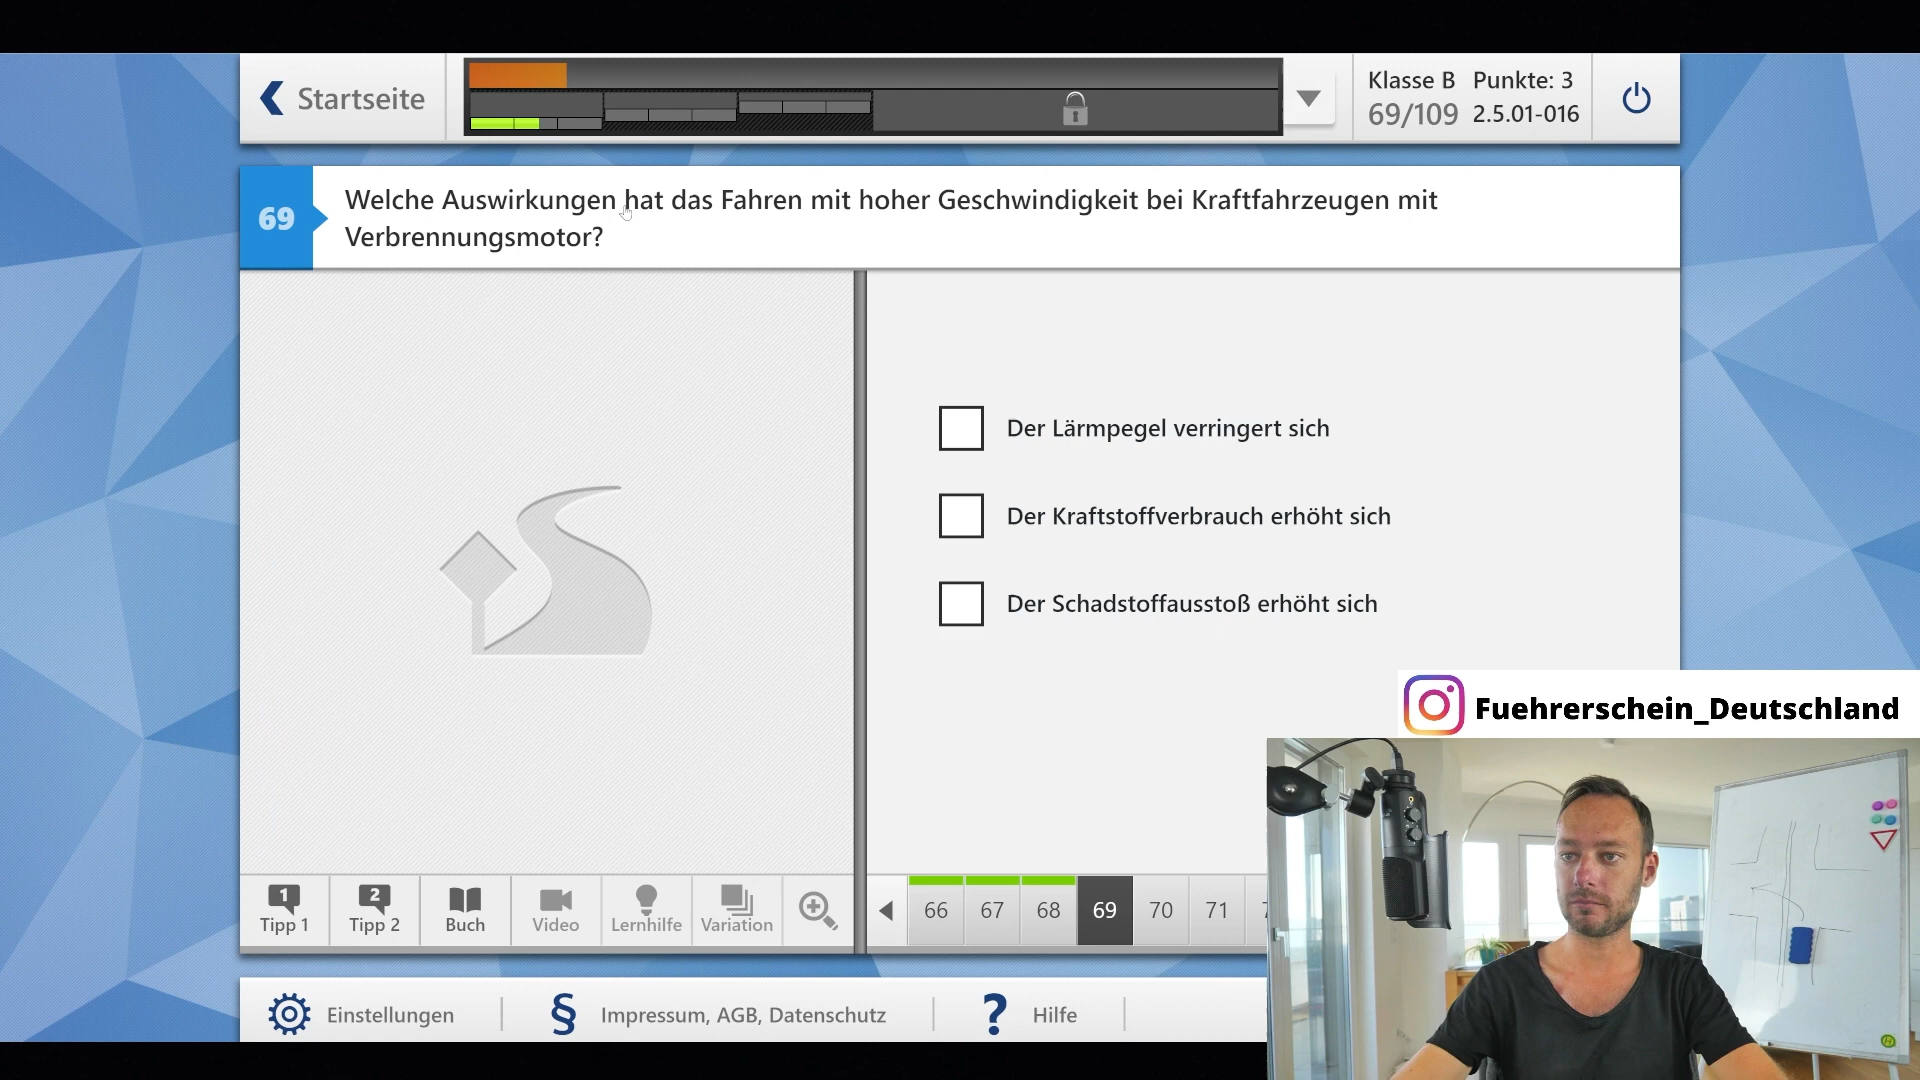 Startseite
Klasse B Punkte: 3
69/109 2.5.01-016
69
Welche Auswirkungen hat das Fahren mit hoher Geschwindigkeit bei Kraftfahrzeugen mit
Verbrennungsmotor?
Der Lärmpegel verringert sich
Der Kraftstoffverbrauch erhöht sich
Der Schadstoffausstoß erhöht sich
Fuehrerschein_Deutschland
1
Tipp 1
2
Tipp 2
Buch
Video
Lernhilfe
Variation
66 67 68 69 70 71
Einstellungen
§ Impressum, AGB, Datenschutz
? Hilfe